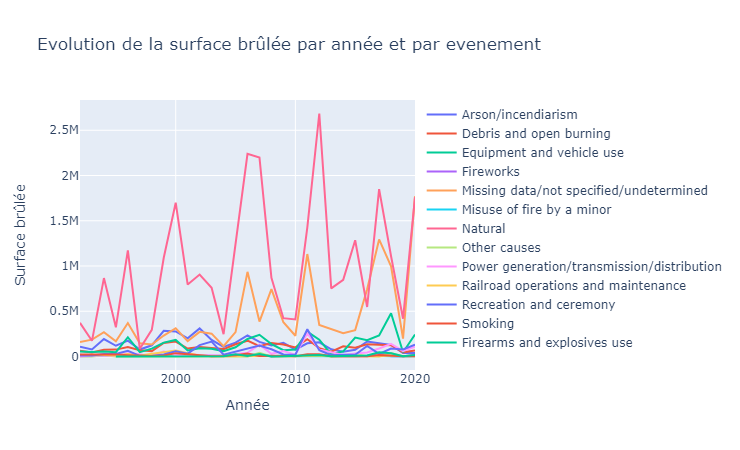 Evolution de la surface brûlée par année et par evenement
Surface brûlée
2.5M
2M
1.5M
1M
0.5M
0
2000
2010
2020
Année
Arson/incendiarism
Debris and open burning
Equipment and vehicle use
Fireworks
Missing data/not specified/undetermined
Misuse of fire by a minor
Natural
Other causes
Power generation/transmission/distribution
Railroad operations and maintenance
Recreation and ceremony
Smoking
Firearms and explosives use